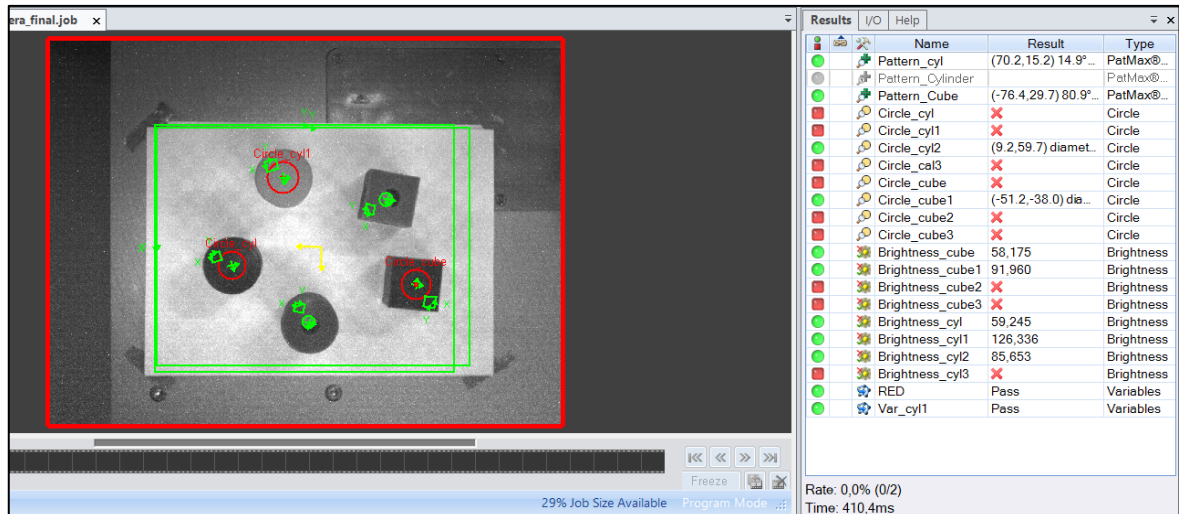 era_final.job x
Results I/O Help
Name Result Type
Pattern_cyl (70.2,15.2) 14.9°... PatMax®...
Pattern_Cylinder PatMax®...
Pattern_Cube (-76.4,29.7) 80.9°... PatMax®...
Circle_cyl Circle
Circle_cyl1 Circle
Circle_cyl2 (9.2,59.7) diamet... Circle
Circle_cal3 Circle
Circle_cube Circle
Circle_cube1 (-51.2,-38.0) dia... Circle
Circle_cube2 Circle
Circle_cube3 Circle
Brightness_cube 58,175 Brightness
Brightness_cube1 91,960 Brightness
Brightness_cube2 Brightness
Brightness_cube3 Brightness
Brightness_cyl 59,245 Brightness
Brightness_cyl1 126,336 Brightness
Brightness_cyl2 85,653 Brightness
Brightness_cyl3 Brightness
RED Pass Variables
Var_cyl1 Pass Variables
Circle_cyl1
Circle_cyl
Circle_cube
Freeze
29% Job Size Available Program Mode
Rate: 0,0% (0/2)
Time: 410,4ms